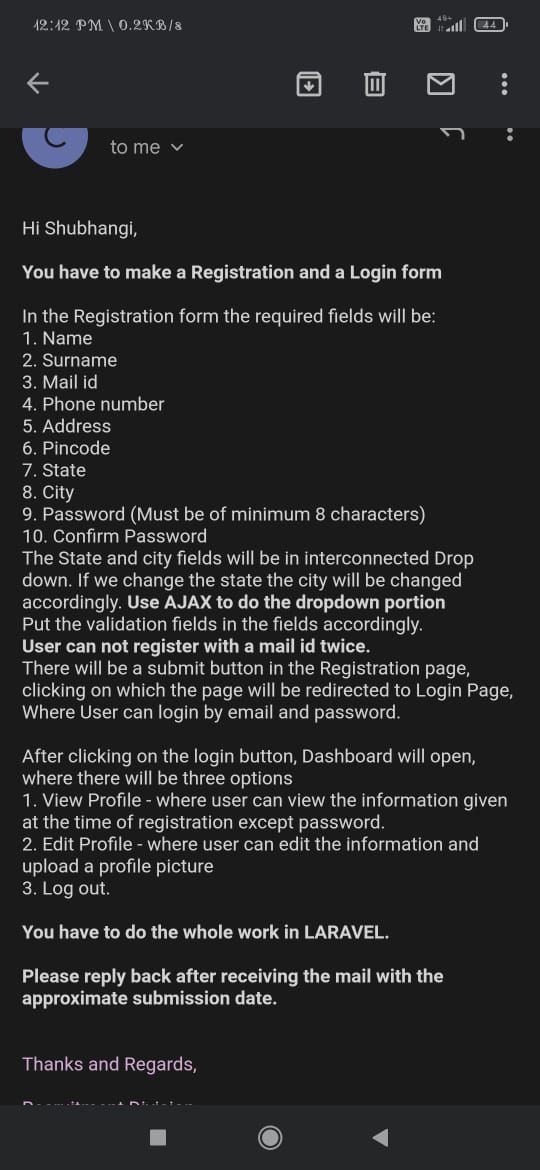 12:12 PM \ 0.2KB/s
Vo LTE 4G+ 44
C
to me
Hi Shubhangi,
You have to make a Registration and a Login form
In the Registration form the required fields will be:
1. Name
2. Surname
3. Mail id
4. Phone number
5. Address
6. Pincode
7. State
8. City
9. Password (Must be of minimum 8 characters)
10. Confirm Password
The State and city fields will be in interconnected Drop
down. If we change the state the city will be changed
accordingly. Use AJAX to do the dropdown portion
Put the validation fields in the fields accordingly.
User can not register with a mail id twice.
There will be a submit button in the Registration page,
clicking on which the page will be redirected to Login Page,
Where User can login by email and password.
After clicking on the login button, Dashboard will open,
where there will be three options
1. View Profile - where user can view the information given
at the time of registration except password.
2. Edit Profile - where user can edit the information and
upload a profile picture
3. Log out.
You have to do the whole work in LARAVEL.
Please reply back after receiving the mail with the
approximate submission date.
Thanks and Regards,
Recruitment Division